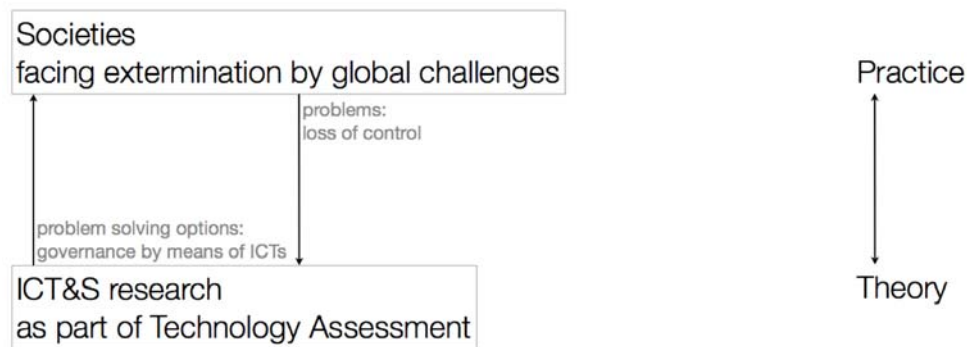 Societies
facing extermination by global challenges
Practice
problems:
loss of control
problem solving options:
governance by means of ICTs
ICT&S research
as part of Technology Assessment
Theory